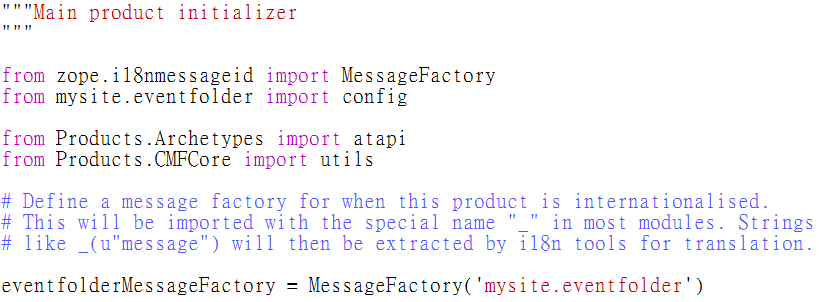 """Main product initializer
"""
from zope.i18nmessageid import MessageFactory
from mysite.eventfolder import config
from Products.Archetypes import atapi
from Products.CMFCore import utils
# Define a message factory for when this product is internationalised.
# This will be imported with the special name "_" in most modules. Strings
# like _(u"message") will then be extracted by i18n tools for translation.
eventfolderMessageFactory = MessageFactory('mysite.eventfolder')